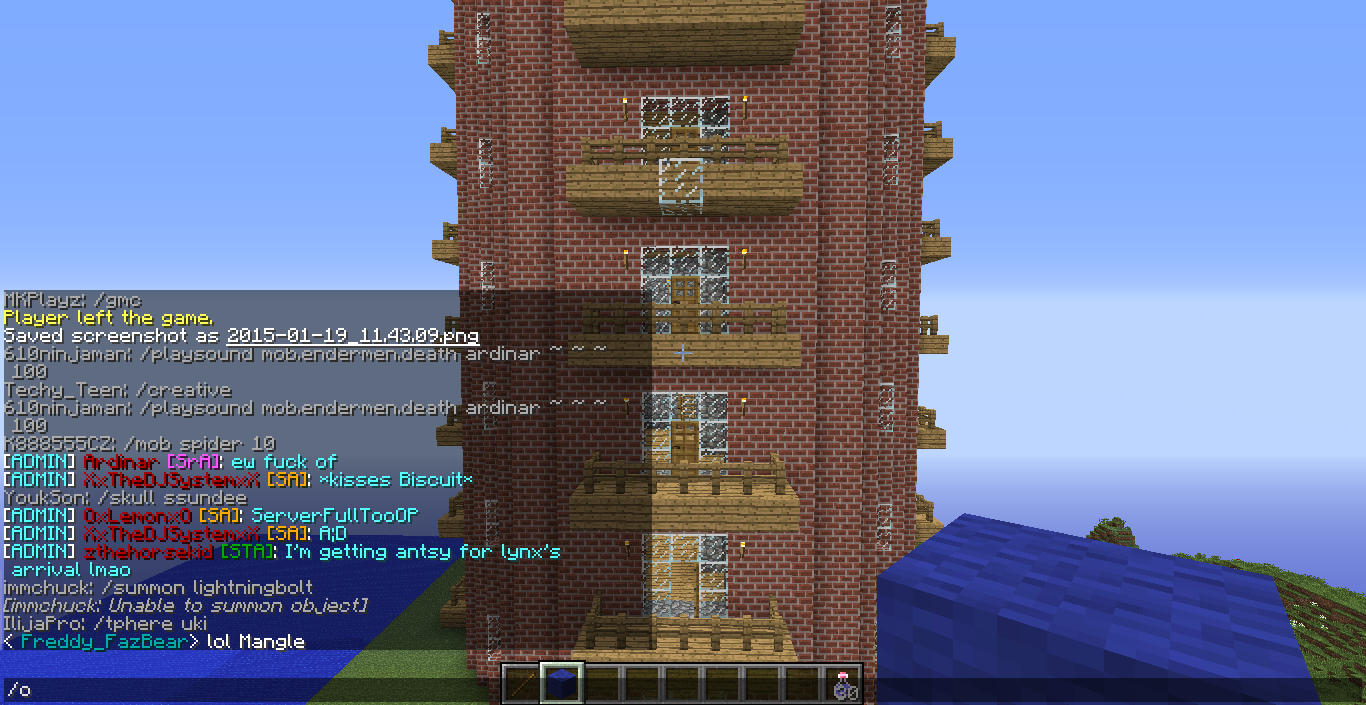 MKPlayz: /gmc
Player left the game.
Saved screenshot as 2015-01-19_11.43.09.png
610ninjaman: /playsound mob.endermen.death ardinar ~ ~ ~
100
Techy_Teen: /creative
610ninjaman: /playsound mob.endermen.death ardinar ~ ~ ~
100
K888555CZ: /mob spider 10
[ADMIN] Ardinar [SrA]: ew fuck of
[ADMIN] XxTheDJSystemxX [SA]: *kisses Biscuit*
YoukSon: /skull ssundee
[ADMIN] OxLemonxO [SA]: ServerFullTooOP
[ADMIN] XxTheDJSystemxX [SA]: A;D
[ADMIN] zthehorsekid [STA]: I'm getting antsy for lynx's
arrival lmao
immchuck: /summon lightningbolt
[immchuck: Unable to summon object]
IlijaPro: /tphere uki
< Freddy_FazBear> lol Mangle
/o